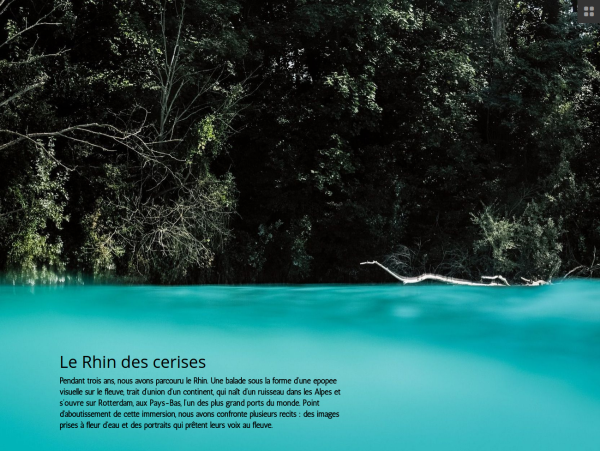 Le Rhin des cerises
Pendant trois ans, nous avons parcouru le Rhin. Une balade sous la forme d'une epopee
visuelle sur le fleuve, trait d'union d'un continent, qui naît d'un ruisseau dans les Alpes et
s'ouvre sur Rotterdam, aux Pays-Bas, l'un des plus grand ports du monde. Point
d'aboutissement de cette immersion, nous avons confronte plusieurs recits : des images
prises à fleur d'eau et des portraits qui prêtent leurs voix au fleuve.